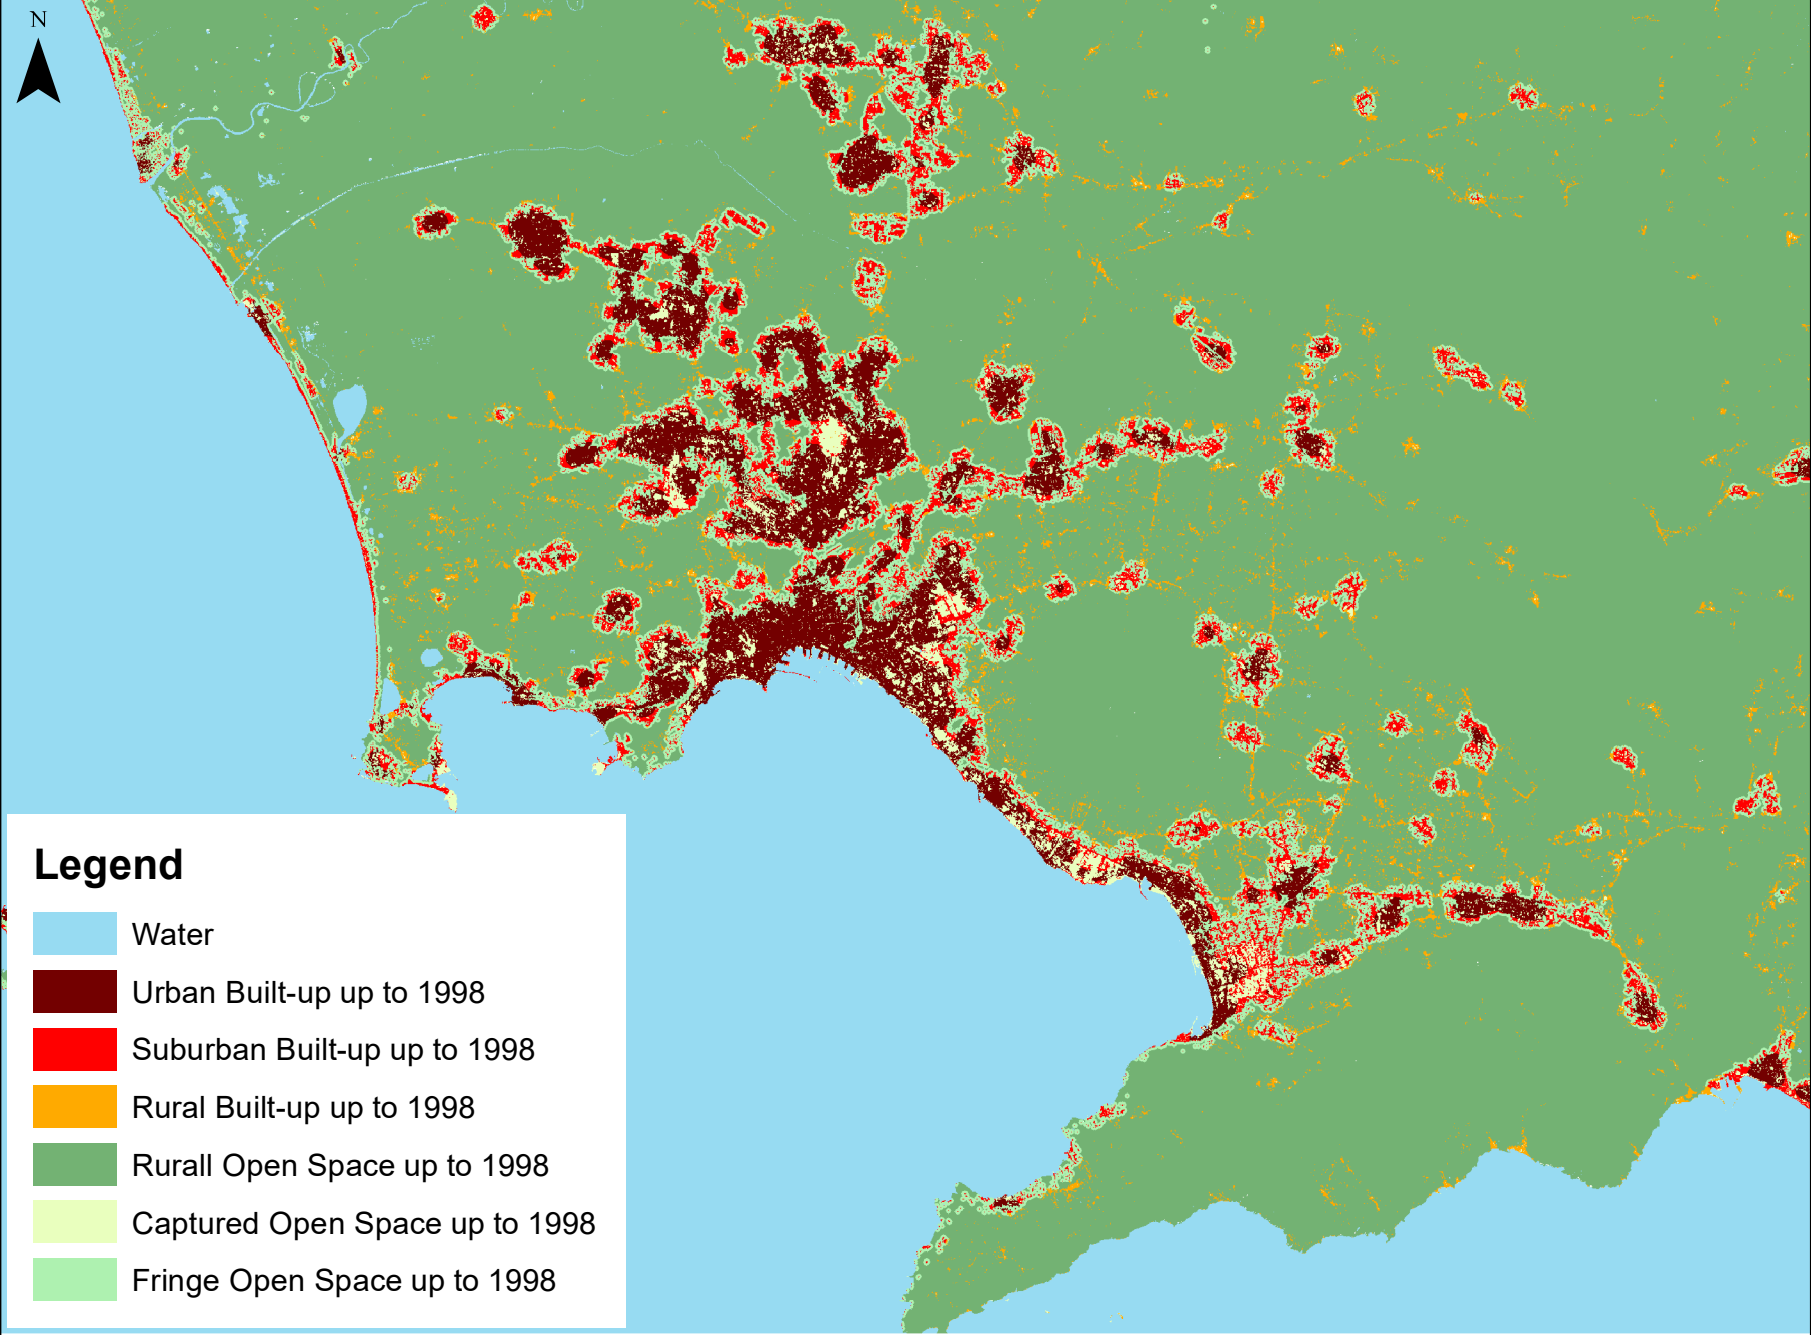 N
Legend
Water
Urban Built-up up to 1998
Suburban Built-up up to 1998
Rural Built-up up to 1998
Rurall Open Space up to 1998
Captured Open Space up to 1998
Fringe Open Space up to 1998